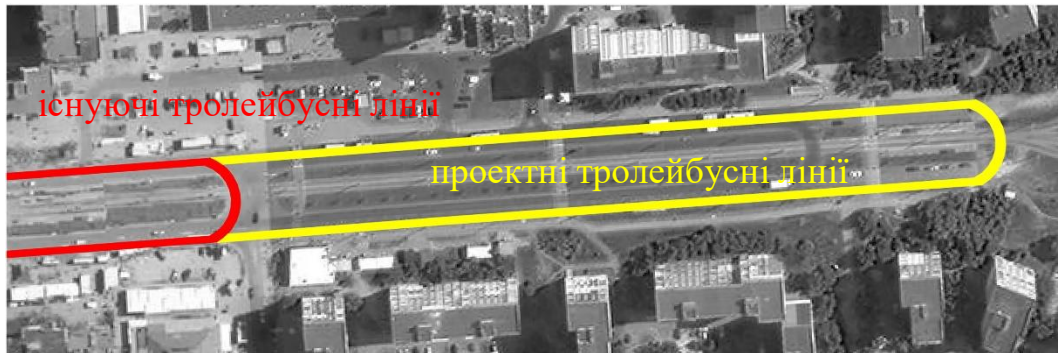 існуючі тролейбусні лінії
проектні тролейбусні лінії